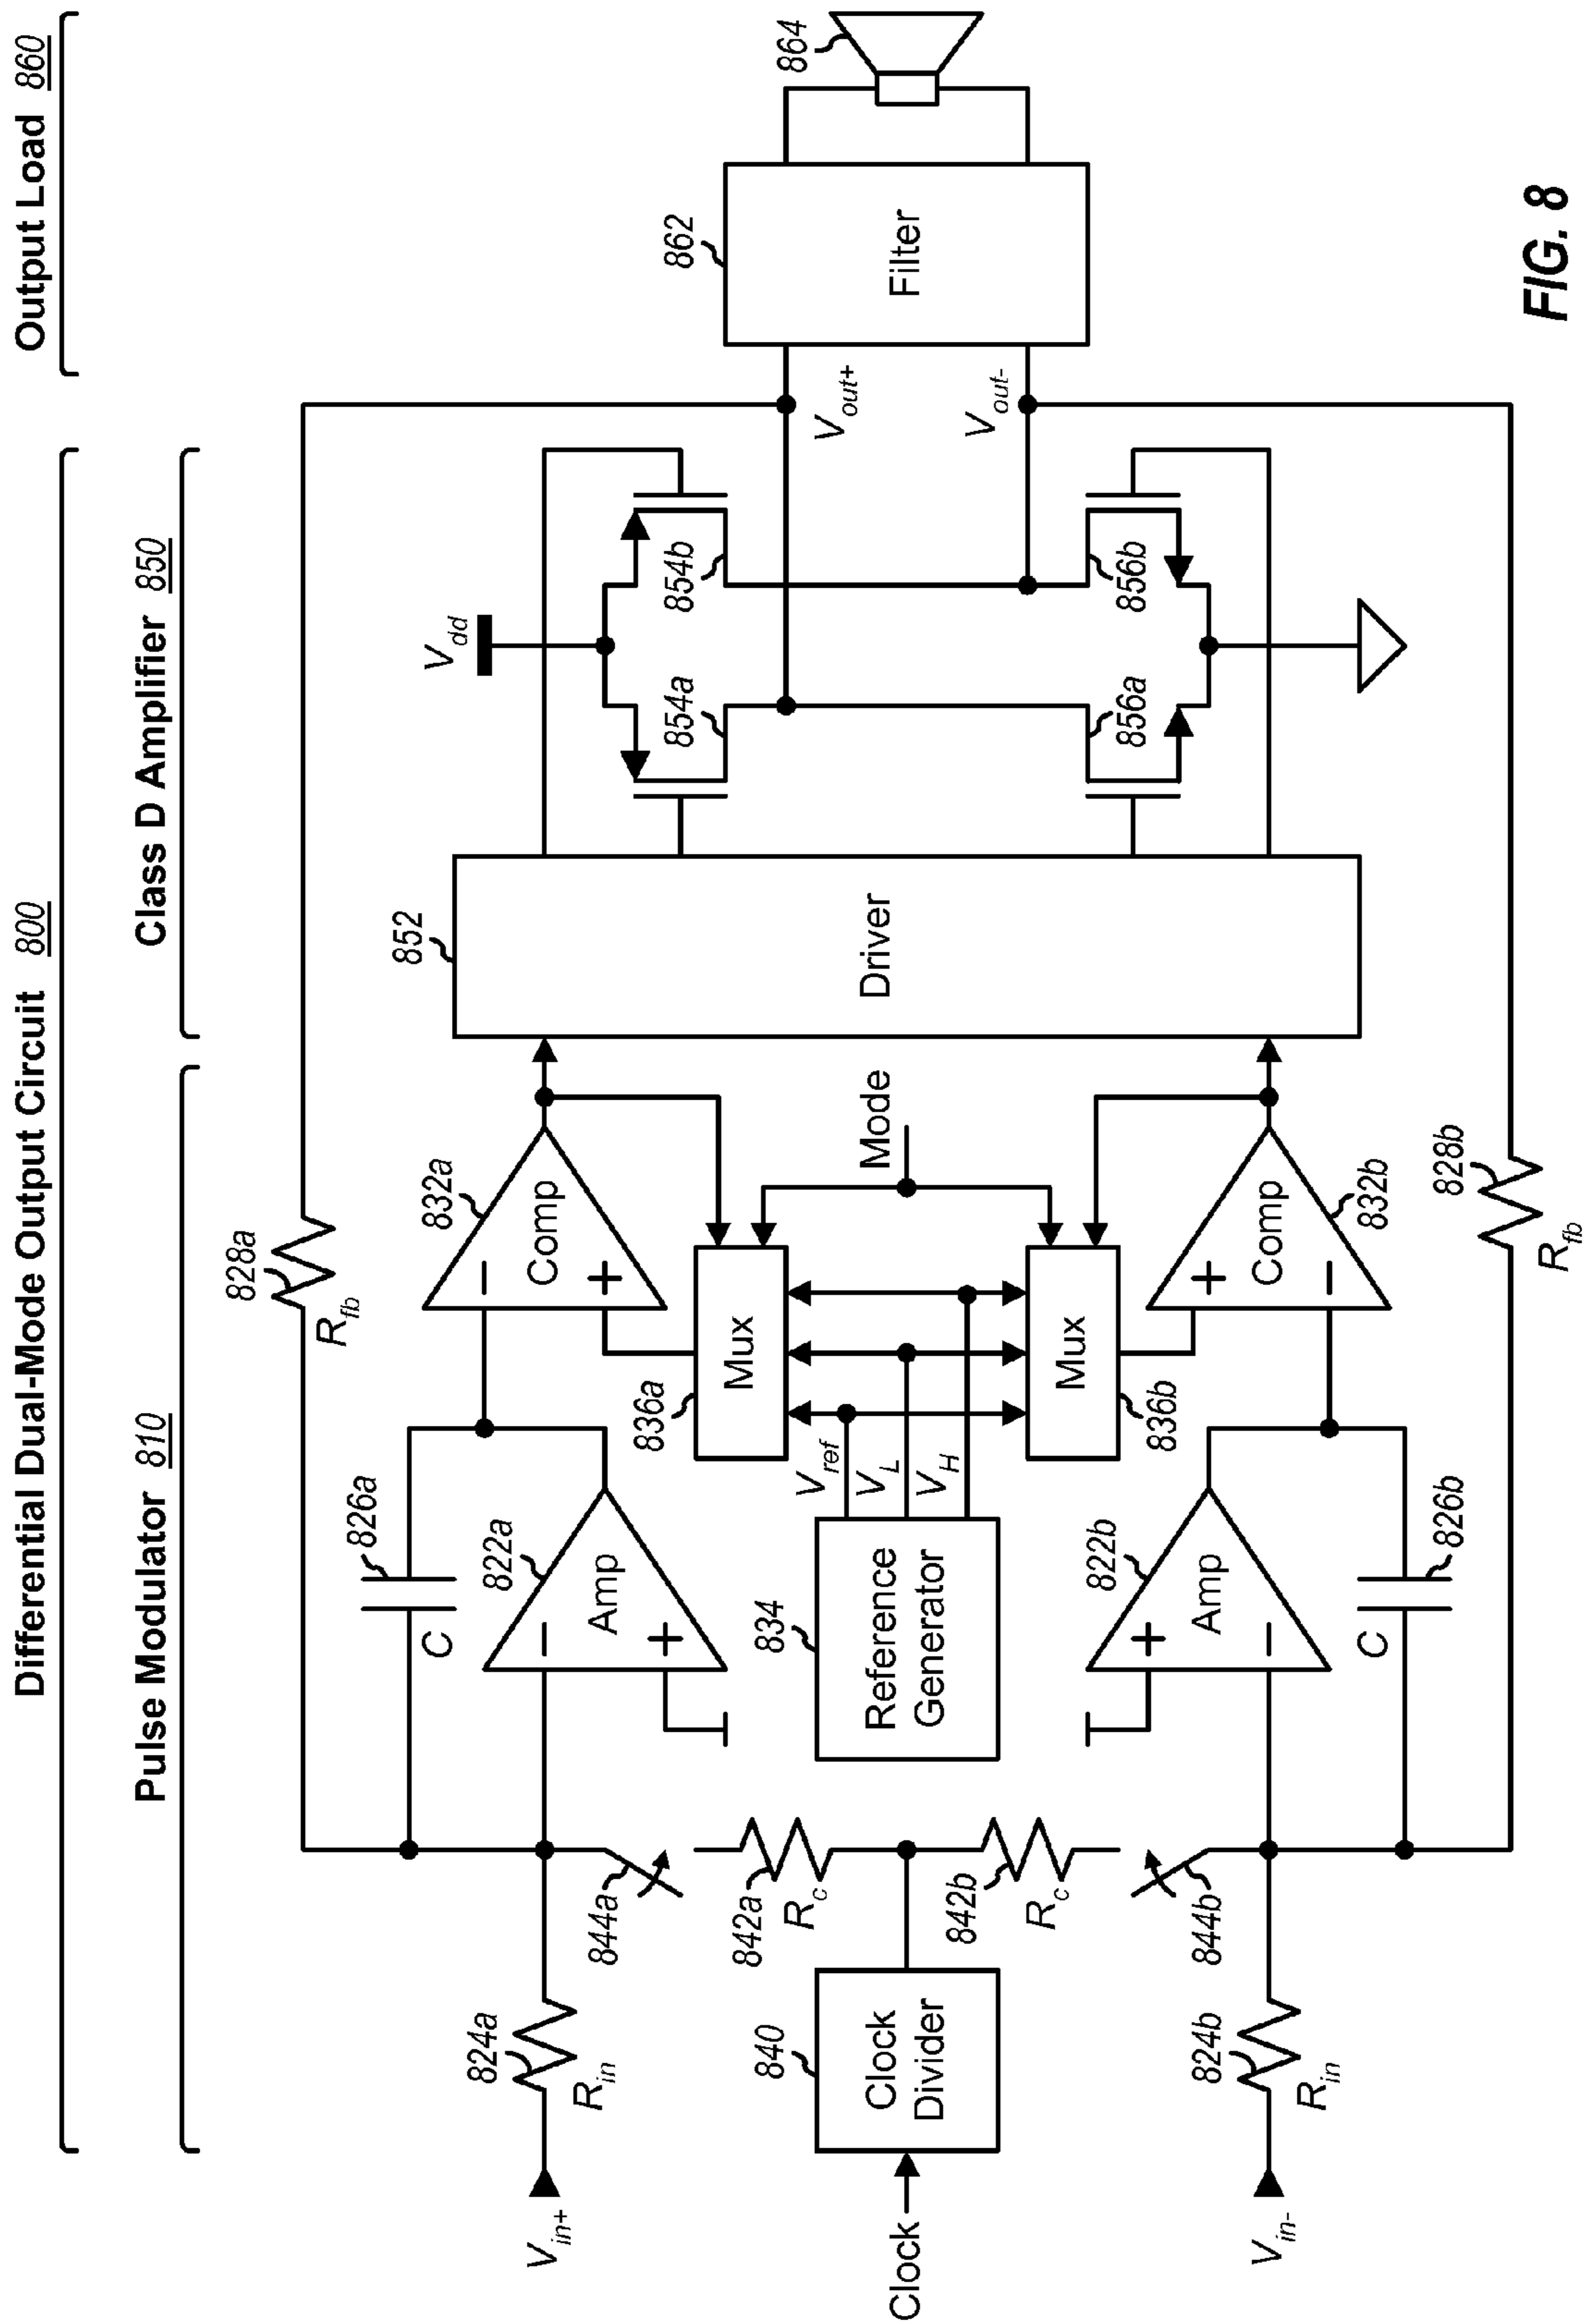 Differential Dual-Mode Output Circuit 800
Output Load 860
Pulse Modulator 810
Class D Amplifier 850
828a
Rfb
826a
C
852
Vdd
824a
Rin
Vin+
822a
Amp
−
+
832a
Comp
−
+
844a
836a
Mux
854a
854b
842a
Rc
Vref
VL
VH
834
Reference
Generator
Mode
Driver
Vout+
Vout-
862
Filter
864
840
Clock
Divider
Clock
842b
Rc
836b
Mux
844b
822b
Amp
+
−
832b
Comp
+
−
856a
856b
824b
Rin
Vin-
826b
C
828b
Rfb
FIG. 8